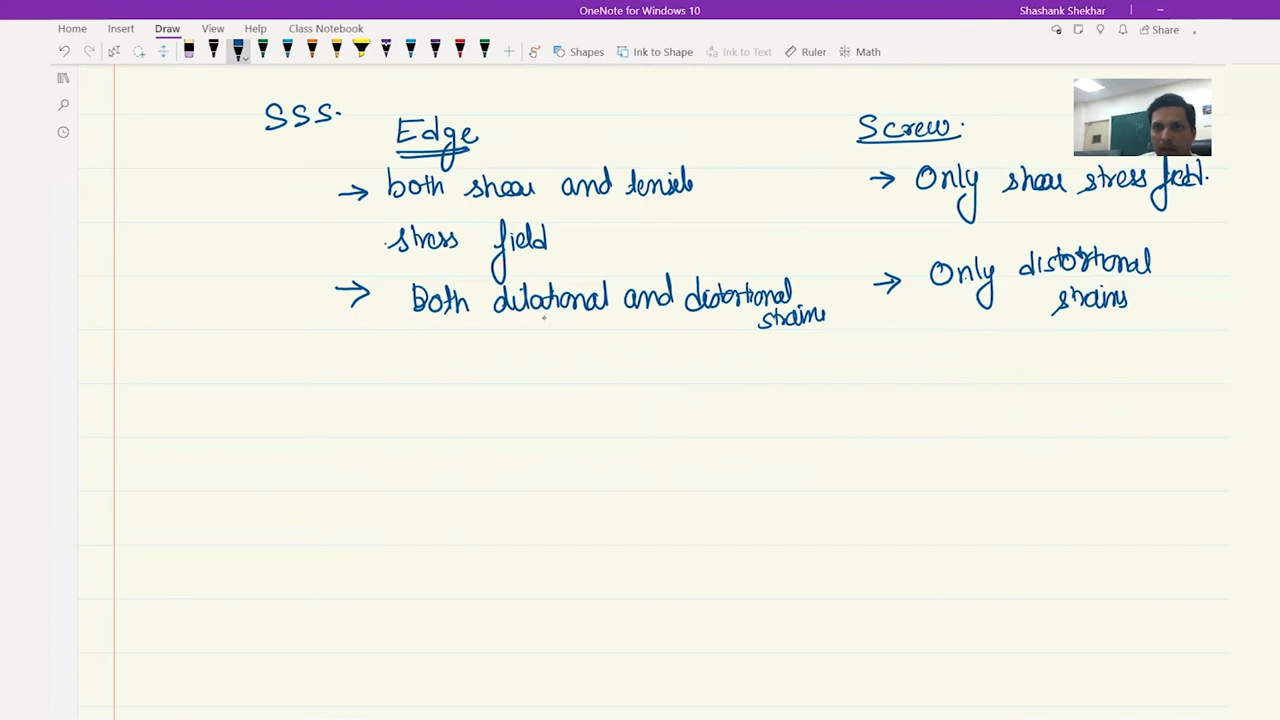 OneNote for Windows 10
Shashank Shekhar
Home Insert Draw View Help Class Notebook
Share
Shapes Ink to Shape Ink to Text Ruler Math
SSS.
Edge
Screw.
→ both shear and tensile
stress field
→ Only shear stress field.
→ Both dilational and distortional
strains
→ Only distortional
strains